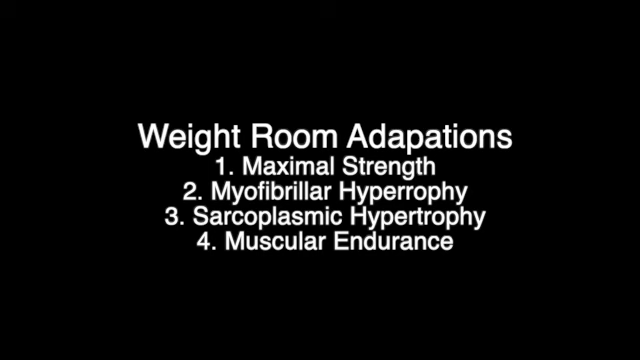 Weight Room Adapations
1. Maximal Strength
2. Myofibrillar Hyperrophy
3. Sarcoplasmic Hypertrophy
4. Muscular Endurance